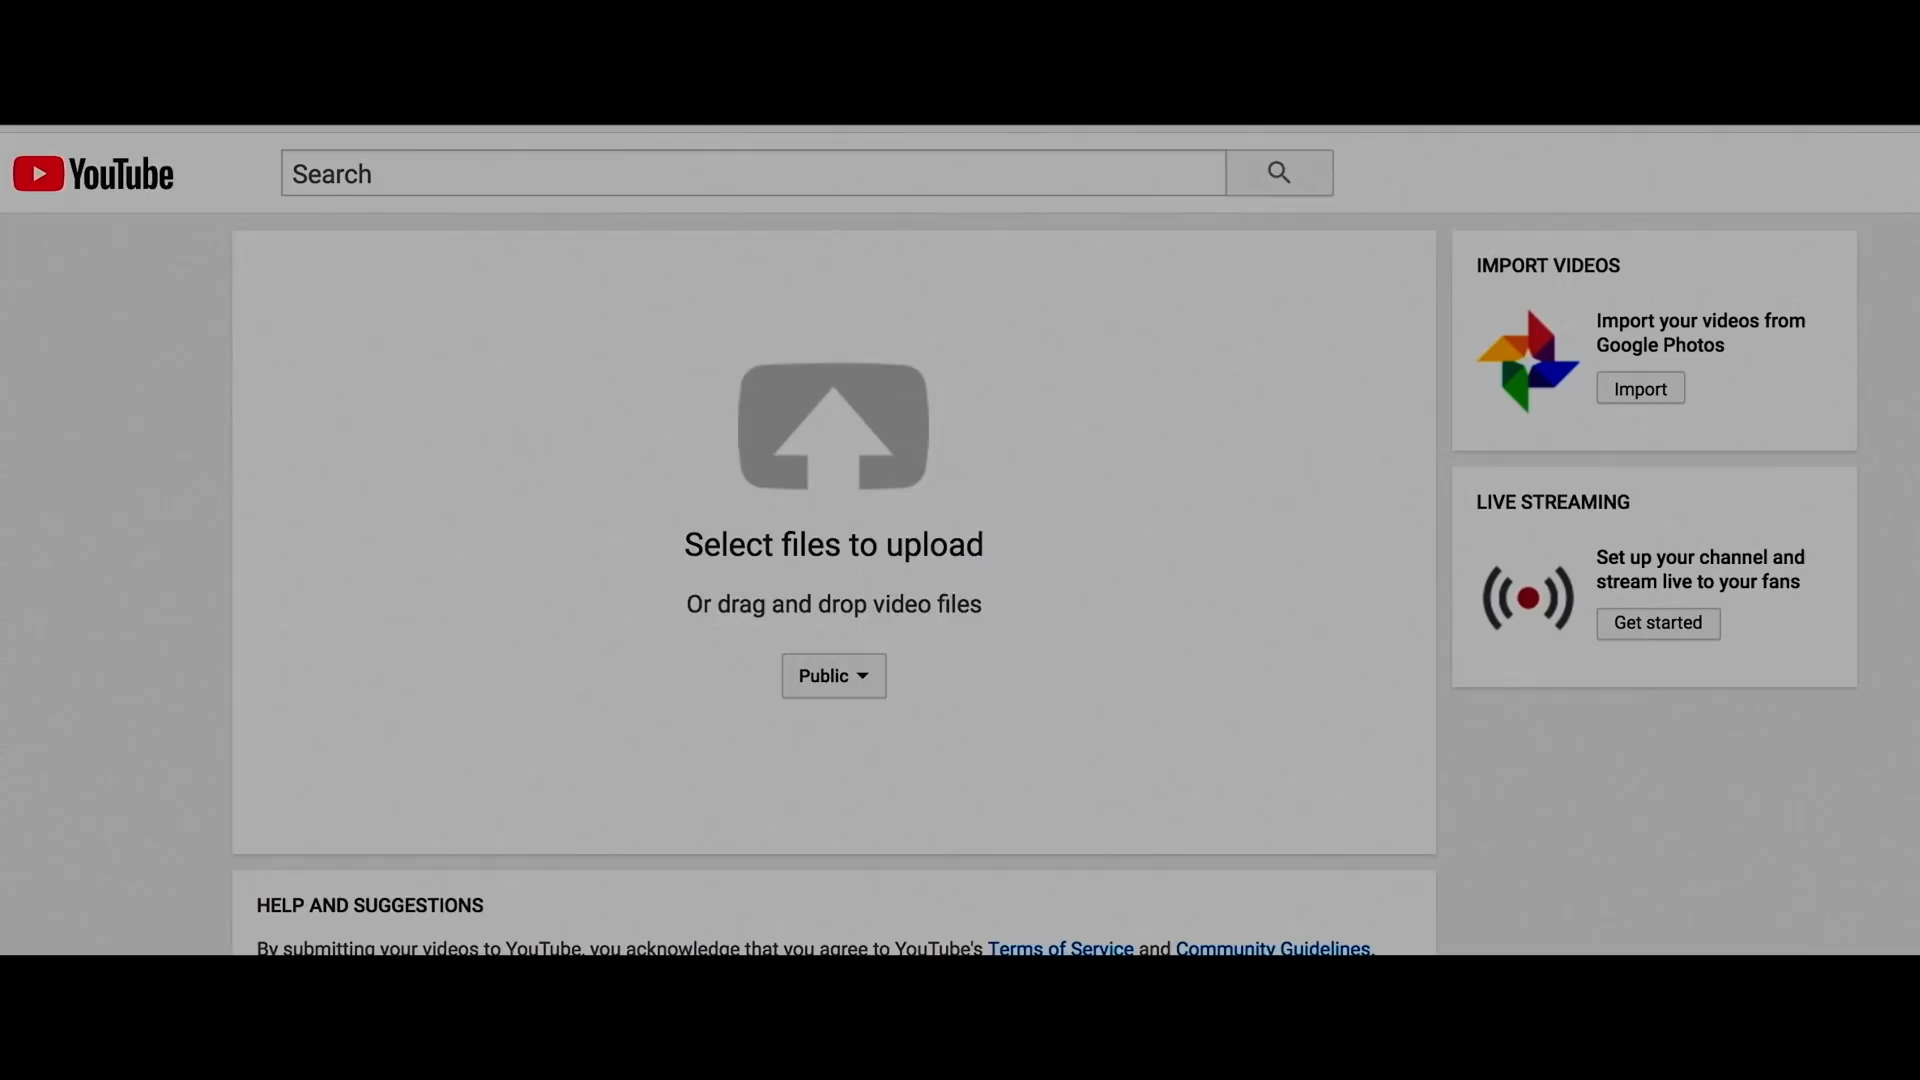 YouTube
Search
IMPORT VIDEOS
Import your videos from
Google Photos
Import
Select files to upload
Or drag and drop video files
Public
LIVE STREAMING
Set up your channel and
stream live to your fans
Get started
HELP AND SUGGESTIONS
By submitting your videos to YouTube, you acknowledge that you agree to YouTube's Terms of Service and Community Guidelines.